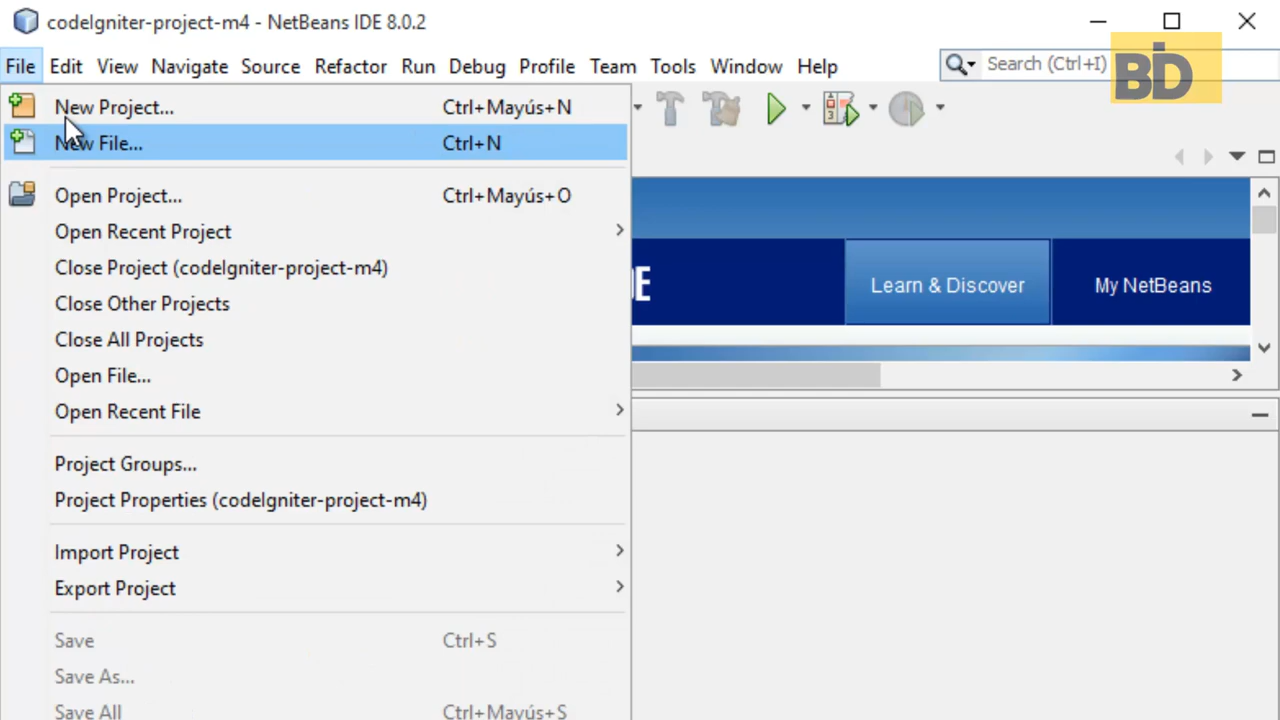 codeIgniter-project-m4 - NetBeans IDE 8.0.2
File Edit View Navigate Source Refactor Run Debug Profile Team Tools Window Help
Search (Ctrl+I)
BD
New Project... Ctrl+Mayús+N
New File... Ctrl+N
Open Project... Ctrl+Mayús+O
Open Recent Project
Close Project (codeIgniter-project-m4)
Close Other Projects
Close All Projects
Open File...
Open Recent File
Project Groups...
Project Properties (codeIgniter-project-m4)
Import Project
Export Project
Save Ctrl+S
Save As...
Save All Ctrl+Mayús+S
Learn & Discover
My NetBeans